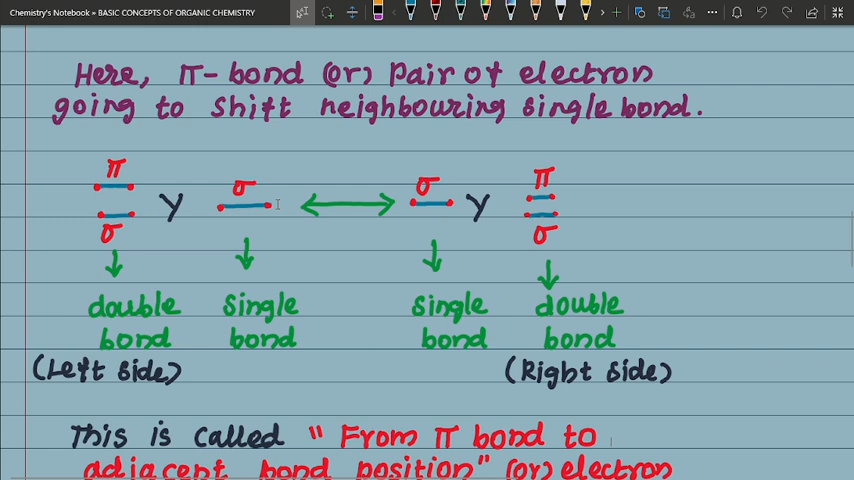 Chemistry's Notebook » BASIC CONCEPTS OF ORGANIC CHEMISTRY
Here, π-bond (or) Pair of electron
going to Shift neighbouring Single bond.
π π
σ Y σ σ Y σ
double Single Single double
bond bond bond bond
(Left Side) (Right Side)
This is called " From π bond to
adjacent bond position" (or) electron